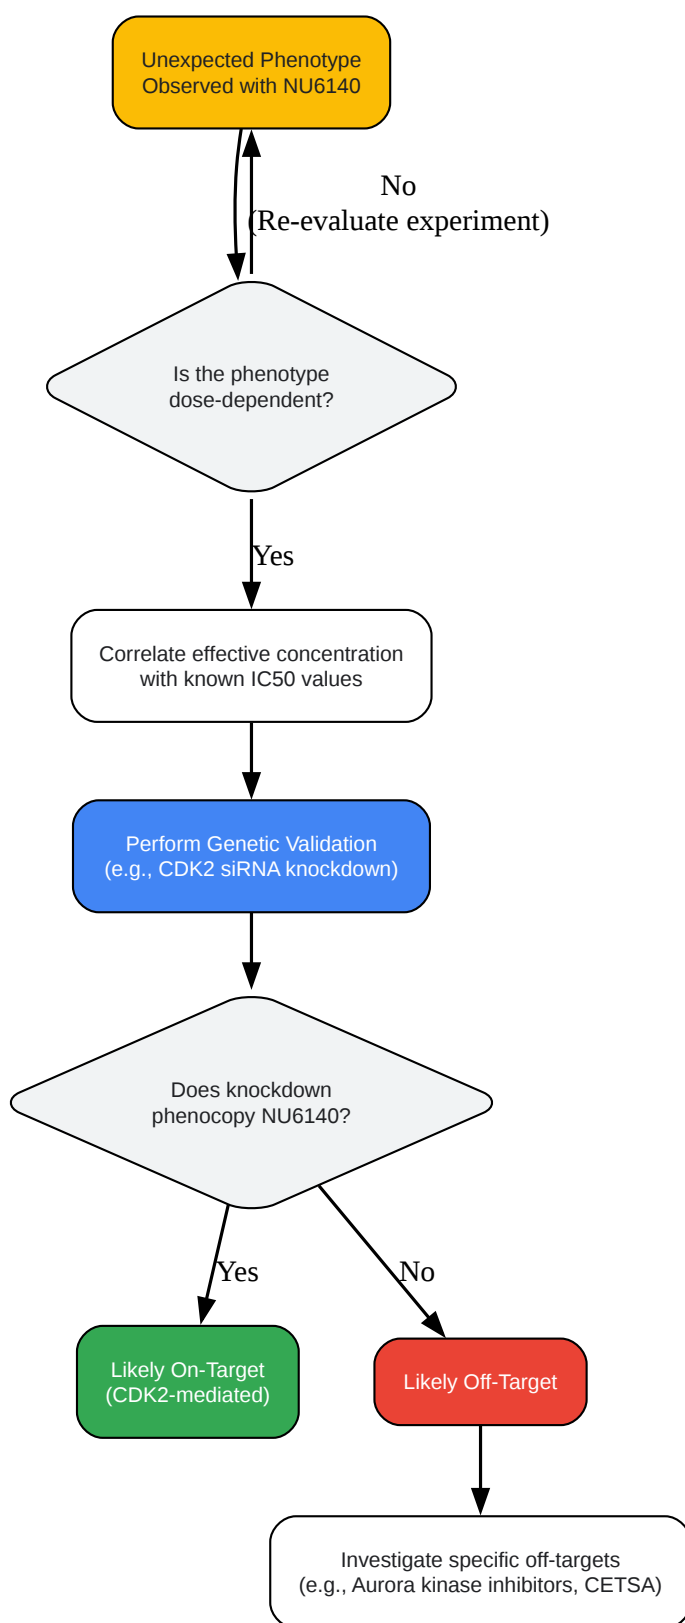 Unexpected Phenotype
Observed with NU6140
No
(Re-evaluate experiment)
Is the phenotype
dose-dependent?
Yes
Correlate effective concentration
with known IC50 values
Perform Genetic Validation
(e.g., CDK2 siRNA knockdown)
Does knockdown
phenocopy NU6140?
Yes
No
Likely On-Target
(CDK2-mediated)
Likely Off-Target
Investigate specific off-targets
(e.g., Aurora kinase inhibitors, CETSA)